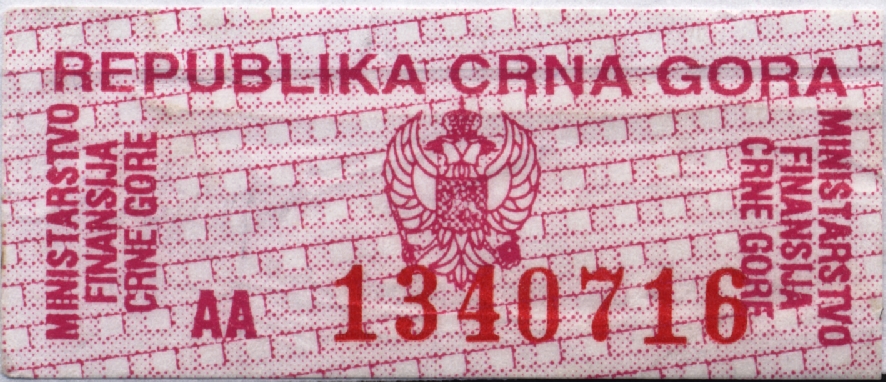 REPUBLIKA CRNA GORA
MINISTARSTVO
FINANSIJA
CRNE GORE
AA 1340716
MINISTARSTVO
FINANSIJA
CRNE GORE